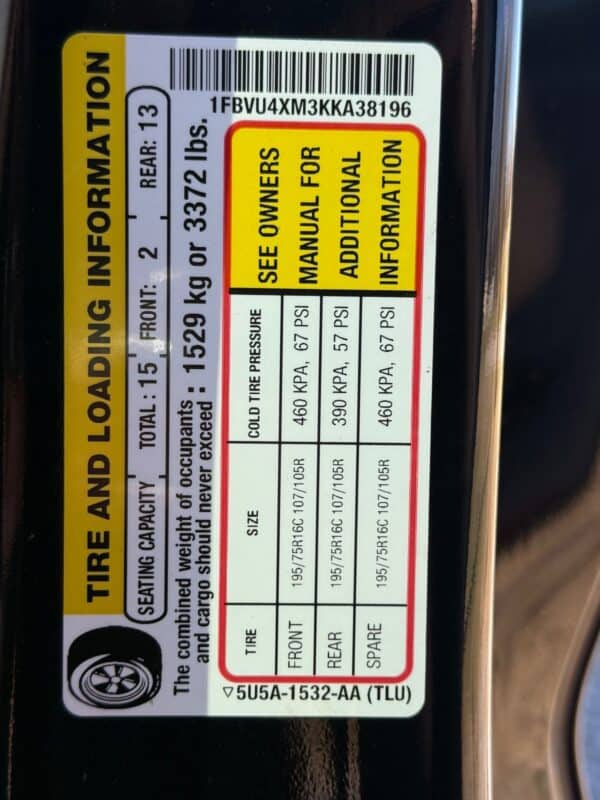 TIRE AND LOADING INFORMATION
SEATING CAPACITY TOTAL : 15 FRONT: 2 REAR: 13
The combined weight of occupants
and cargo should never exceed : 1529 kg or 3372 lbs.
TIRE SIZE COLD TIRE PRESSURE
FRONT 195/75R16C 107/105R 460 KPA, 67 PSI
REAR 195/75R16C 107/105R 390 KPA, 57 PSI
SPARE 195/75R16C 107/105R 460 KPA, 67 PSI
SEE OWNERS
MANUAL FOR
ADDITIONAL
INFORMATION
1FBVU4XM3KKA38196
▽5U5A-1532-AA (TLU)